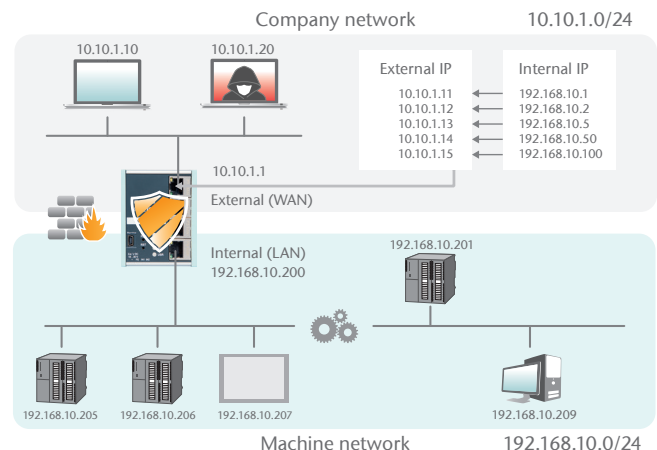 Company network 10.10.1.0/24
10.10.1.10 10.10.1.20
External IP Internal IP
10.10.1.11 192.168.10.1
10.10.1.12 192.168.10.2
10.10.1.13 192.168.10.5
10.10.1.14 192.168.10.50
10.10.1.15 192.168.10.100
10.10.1.1
External (WAN)
Internal (LAN)
192.168.10.200
192.168.10.201
192.168.10.205 192.168.10.206 192.168.10.207 192.168.10.209
Machine network 192.168.10.0/24